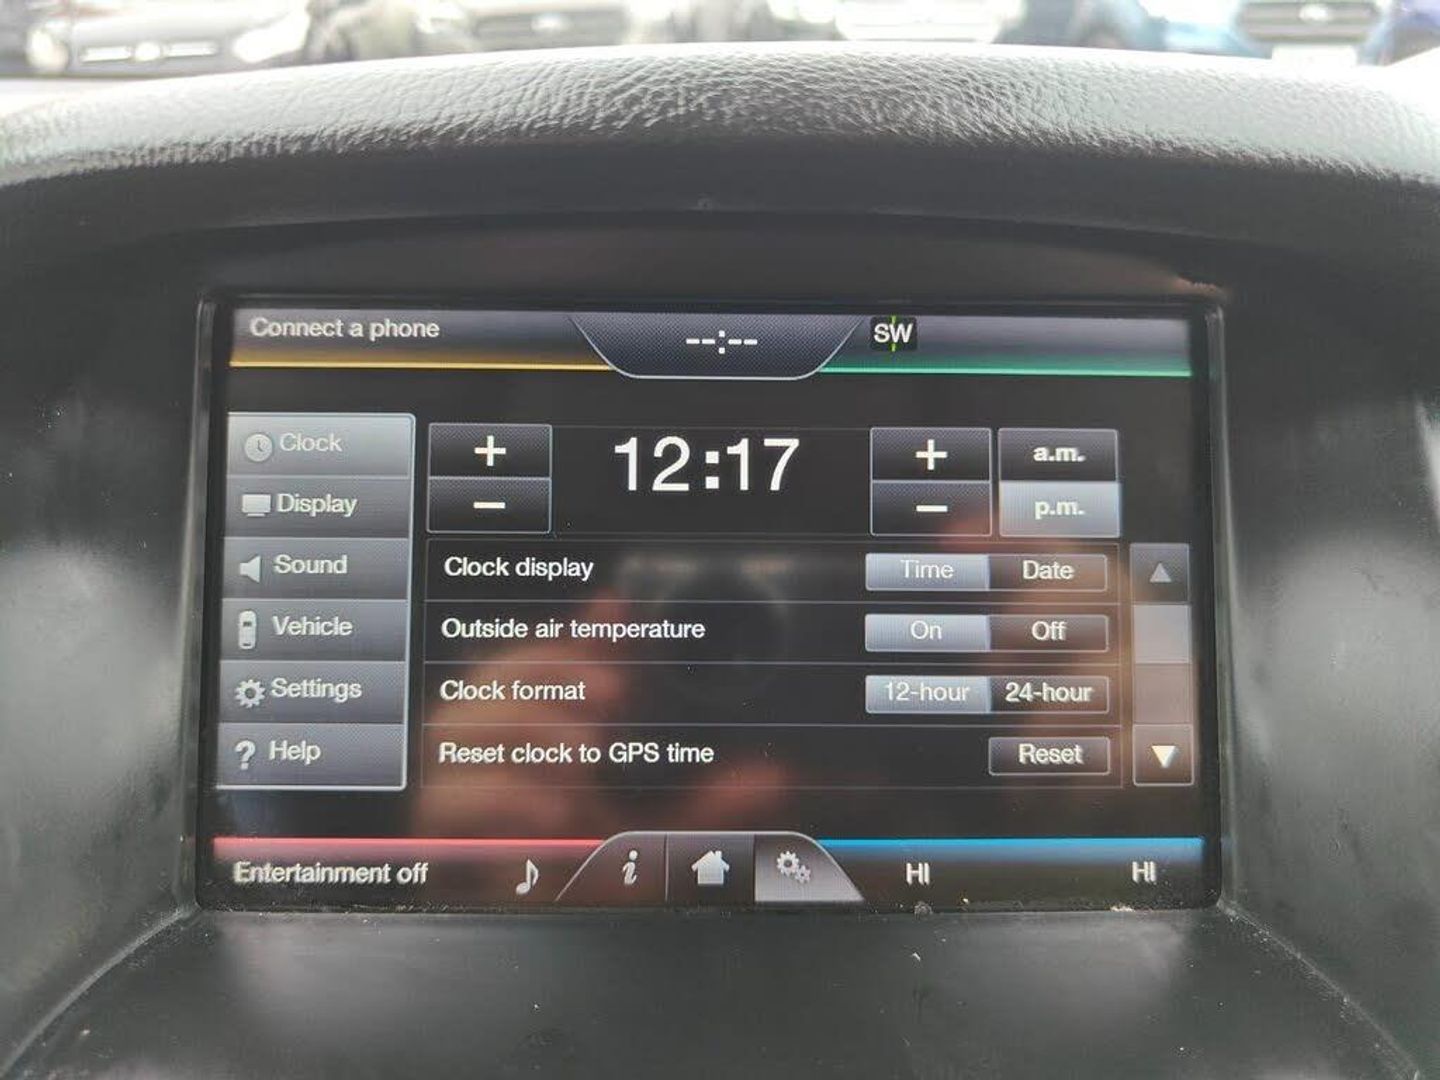 Connect a phone
--:--
SW
Clock
Display
Sound
Vehicle
Settings
? Help
+
−
12:17
+
−
a.m.
p.m.
Clock display Time Date
Outside air temperature On Off
Clock format 12-hour 24-hour
Reset clock to GPS time Reset
Entertainment off
i
HI HI